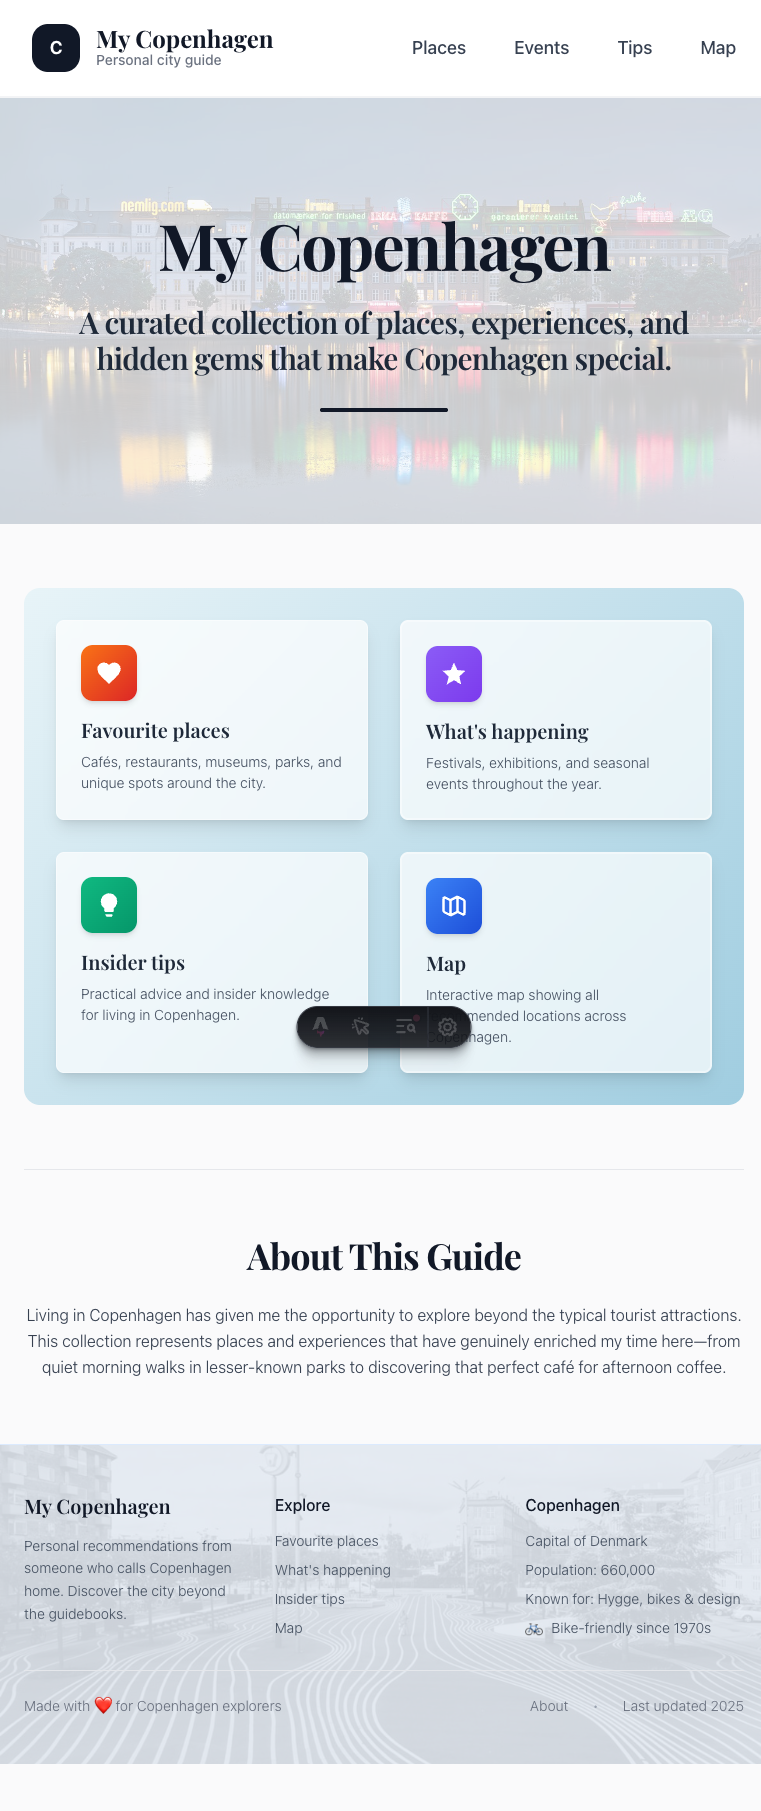 C
My Copenhagen
Personal city guide
Places
Events
Tips
Map
nemlig.com
IRMA KAFFE
garanteret kvalitet
My Copenhagen
A curated collection of places, experiences, and
hidden gems that make Copenhagen special.
Favourite places
Cafés, restaurants, museums, parks, and
unique spots around the city.
What's happening
Festivals, exhibitions, and seasonal
events throughout the year.
Insider tips
Practical advice and insider knowledge
for living in Copenhagen.
Map
Interactive map showing all
mended locations across
Copenhagen.
About This Guide
Living in Copenhagen has given me the opportunity to explore beyond the typical tourist attractions.
This collection represents places and experiences that have genuinely enriched my time here—from
quiet morning walks in lesser-known parks to discovering that perfect café for afternoon coffee.
My Copenhagen
Personal recommendations from
someone who calls Copenhagen
home. Discover the city beyond
the guidebooks.
Explore
Favourite places
What's happening
Insider tips
Map
Copenhagen
Capital of Denmark
Population: 660,000
Known for: Hygge, bikes & design
🚲 Bike-friendly since 1970s
Made with ❤️ for Copenhagen explorers
About
·
Last updated 2025